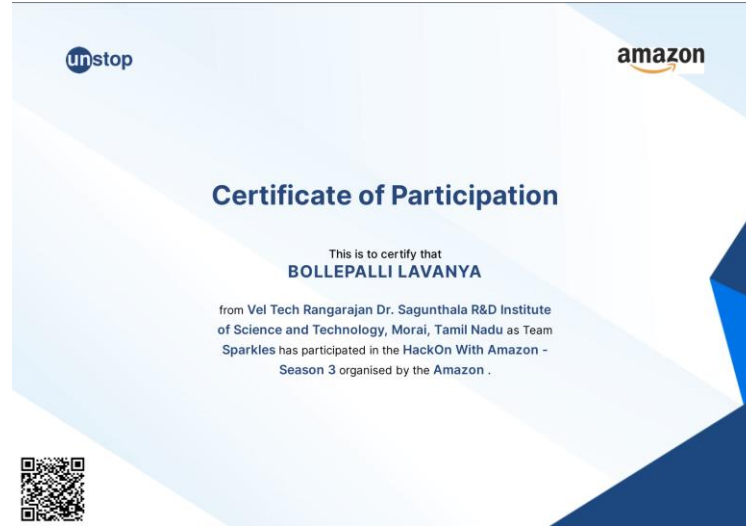 unstop
amazon
Certificate of Participation
This is to certify that
BOLLEPALLI LAVANYA
from Vel Tech Rangarajan Dr. Sagunthala R&D Institute
of Science and Technology, Morai, Tamil Nadu as Team
Sparkles has participated in the HackOn With Amazon -
Season 3 organised by the Amazon .